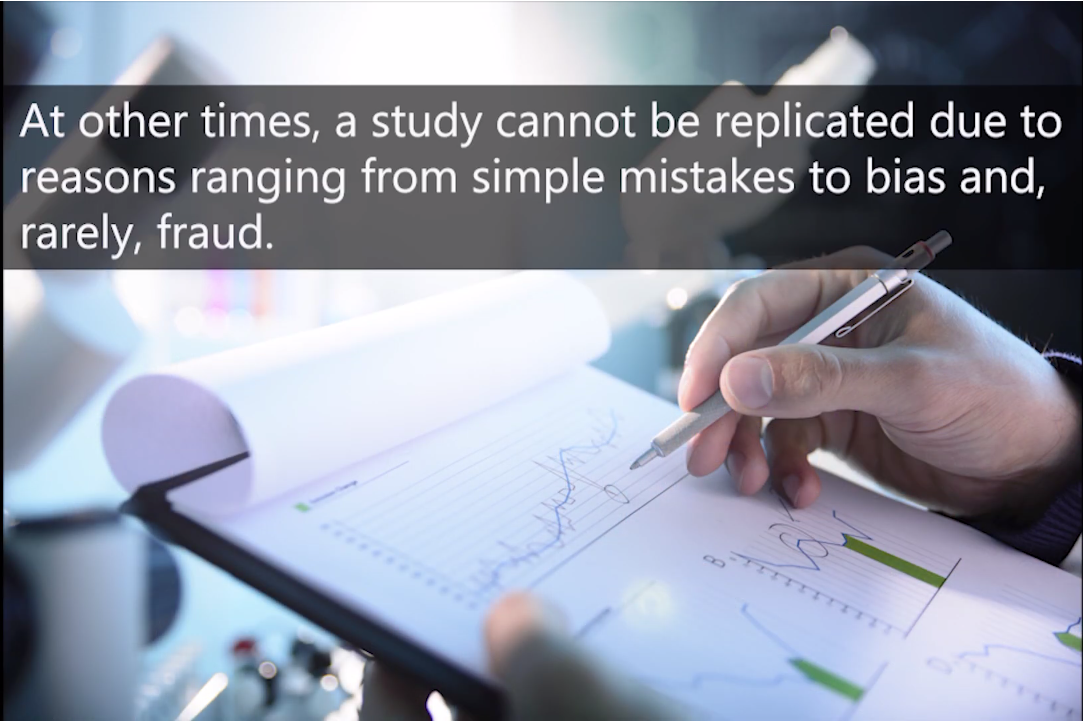 At other times, a study cannot be replicated due to
reasons ranging from simple mistakes to bias and,
rarely, fraud.
B
D